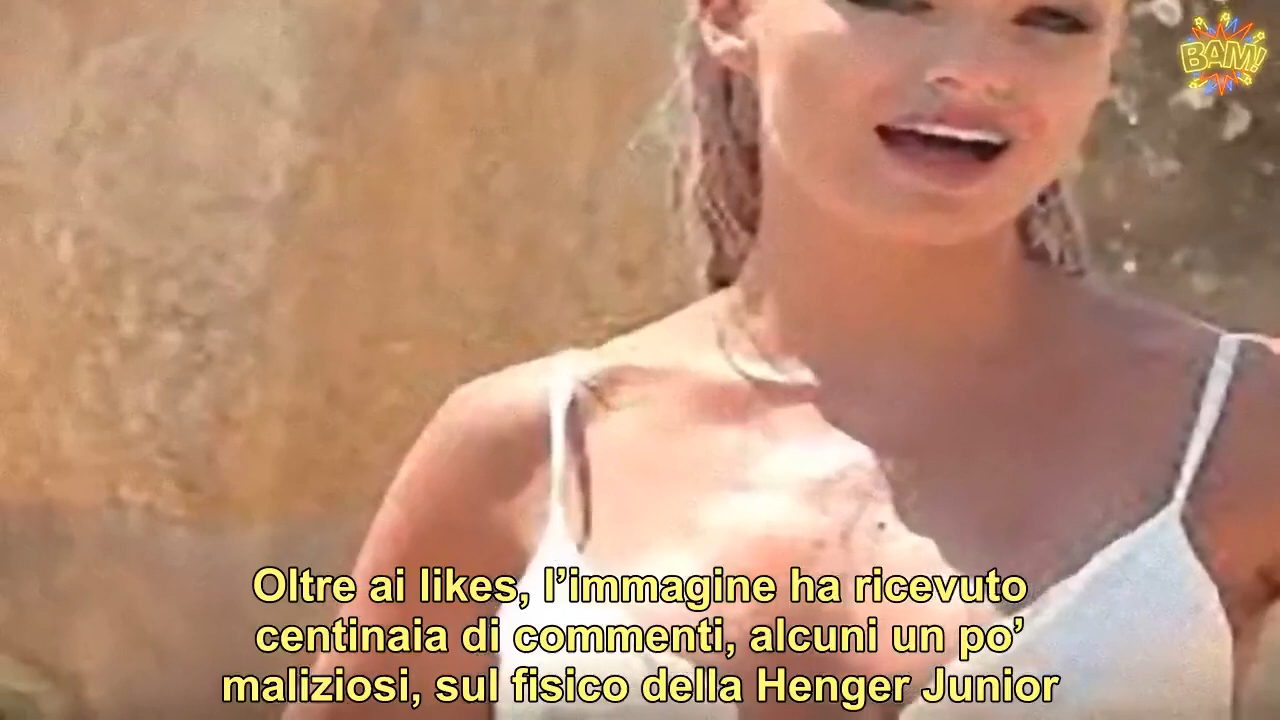 BAM!
Oltre ai likes, l’immagine ha ricevuto
centinaia di commenti, alcuni un po’
maliziosi, sul fisico della Henger Junior